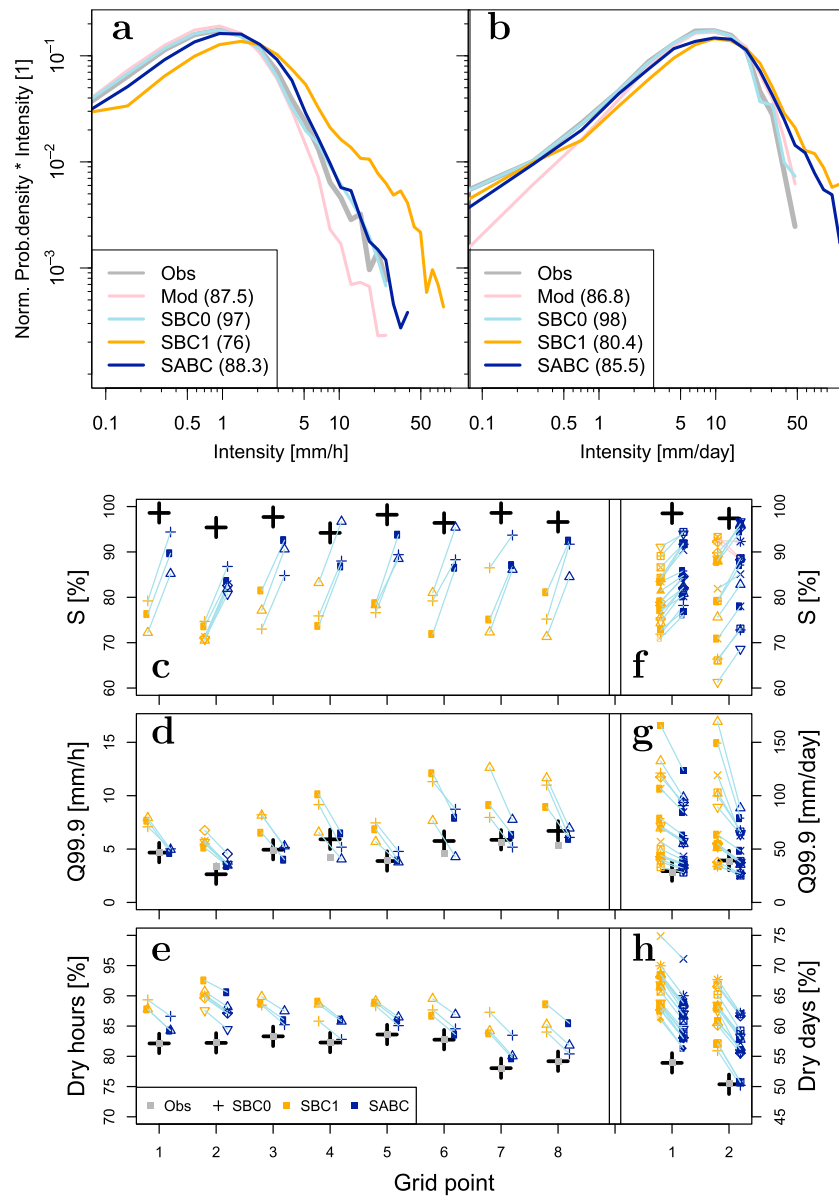 a
b
Norm. Prob.density * Intensity [1]
10⁻¹
10⁻²
10⁻³
Obs
Mod (87.5)
SBC0 (97)
SBC1 (76)
SABC (88.3)
Obs
Mod (86.8)
SBC0 (98)
SBC1 (80.4)
SABC (85.5)
0.1 0.5 1 5 10 50
0.1 0.5 1 5 10 50
Intensity [mm/h]
Intensity [mm/day]
S [%]
100
90
80
70
60
c
f
100
90
80
70
60
S [%]
Q99.9 [mm/h]
15
10
5
0
d
g
150
100
50
0
Q99.9 [mm/day]
Dry hours [%]
95
90
85
80
75
70
e
h
75
70
65
60
55
50
45
Dry days [%]
Obs SBC0 SBC1 SABC
1 2 3 4 5 6 7 8 1 2
Grid point